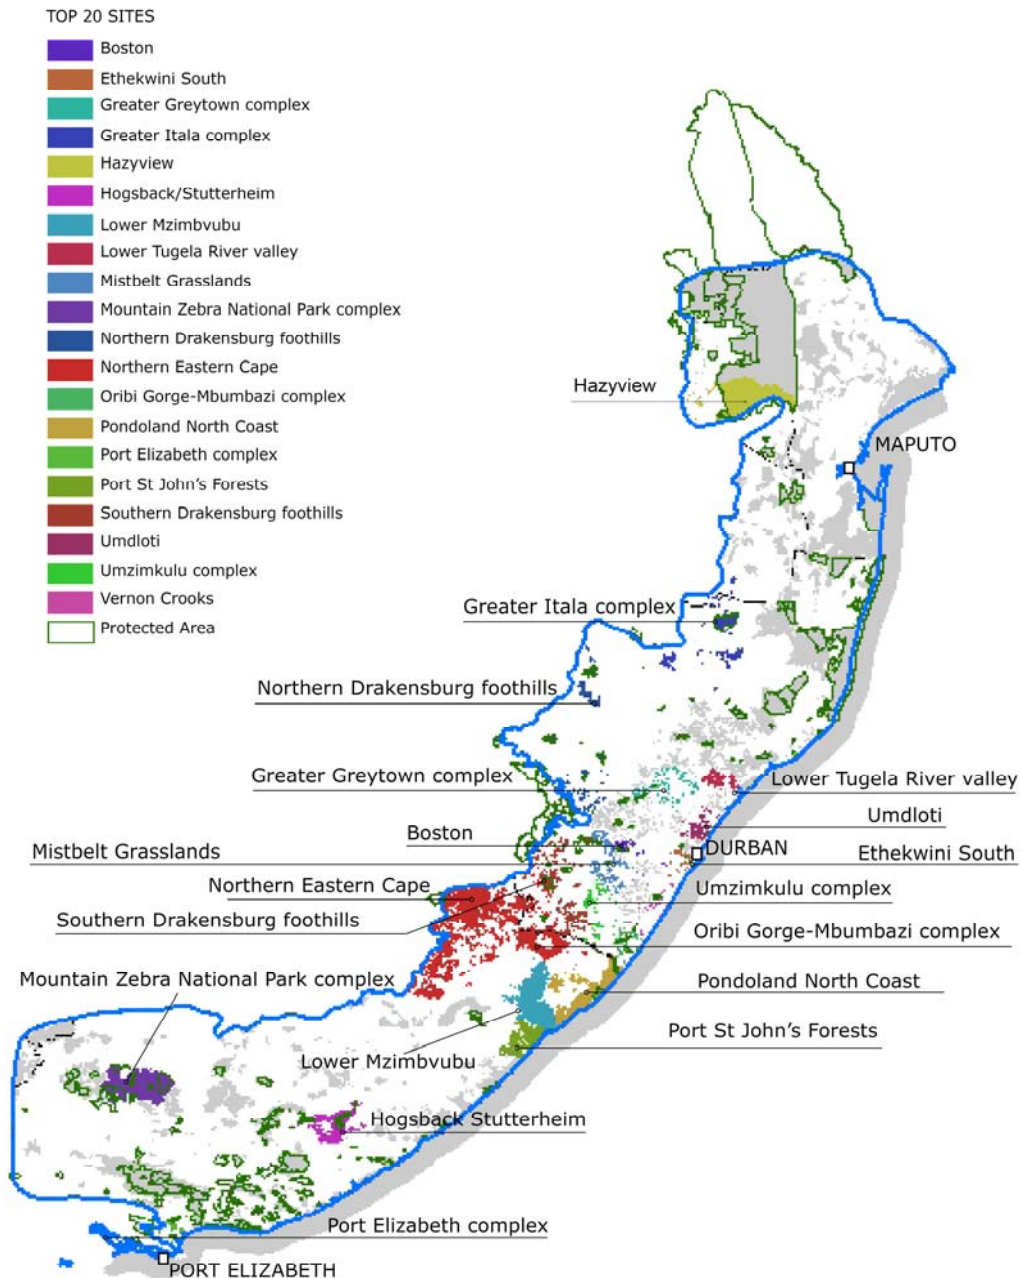 TOP 20 SITES
Boston
Ethekwini South
Greater Greytown complex
Greater Itala complex
Hazyview
Hogsback/Stutterheim
Lower Mzimbvubu
Lower Tugela River valley
Mistbelt Grasslands
Mountain Zebra National Park complex
Northern Drakensburg foothills
Northern Eastern Cape
Oribi Gorge-Mbumbazi complex
Pondoland North Coast
Port Elizabeth complex
Port St John's Forests
Southern Drakensburg foothills
Umdloti
Umzimkulu complex
Vernon Crooks
Protected Area
Hazyview
MAPUTO
Greater Itala complex
Northern Drakensburg foothills
Greater Greytown complex
Lower Tugela River valley
Umdloti
Boston
DURBAN
Mistbelt Grasslands
Ethekwini South
Northern Eastern Cape
Umzimkulu complex
Southern Drakensburg foothills
Oribi Gorge-Mbumbazi complex
Mountain Zebra National Park complex
Pondoland North Coast
Port St John's Forests
Lower Mzimbvubu
Hogsback Stutterheim
Port Elizabeth complex
PORT ELIZABETH